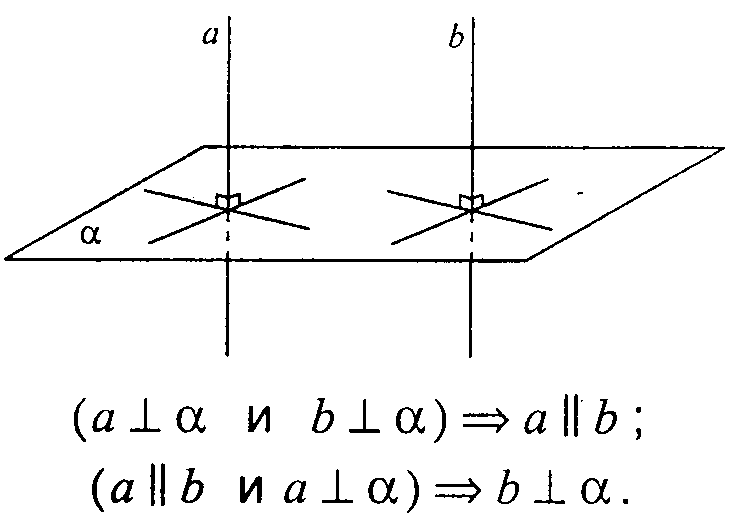 a b
α
(a ⊥ α и b ⊥ α) ⇒ a ∥ b ;
(a ∥ b и a ⊥ α) ⇒ b ⊥ α .